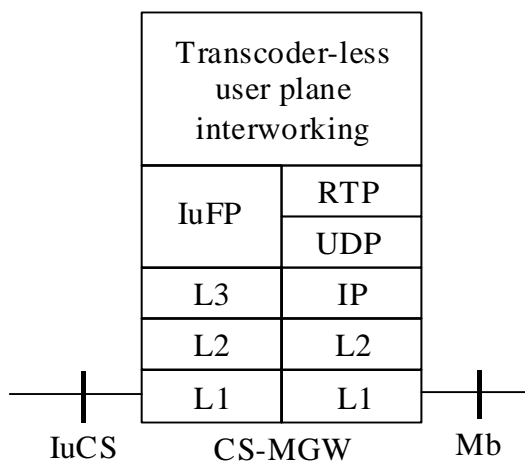 Transcoder-less
user plane
interworking
IuFP
RTP
UDP
L3
IP
L2
L2
L1
L1
IuCS
CS-MGW
Mb